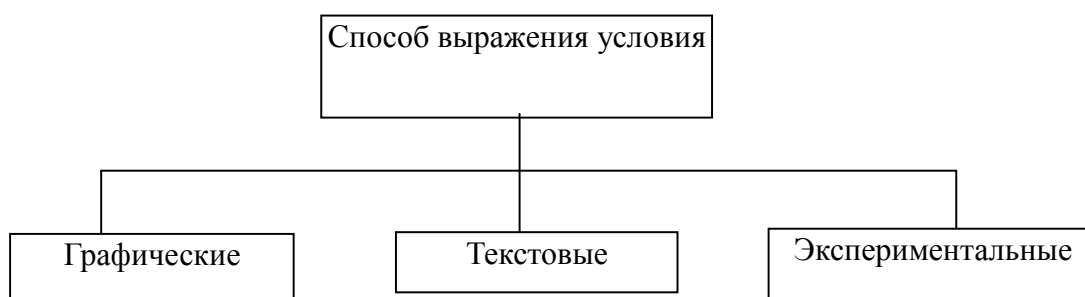 Способ выражения условия
Графические
Текстовые
Экспериментальные